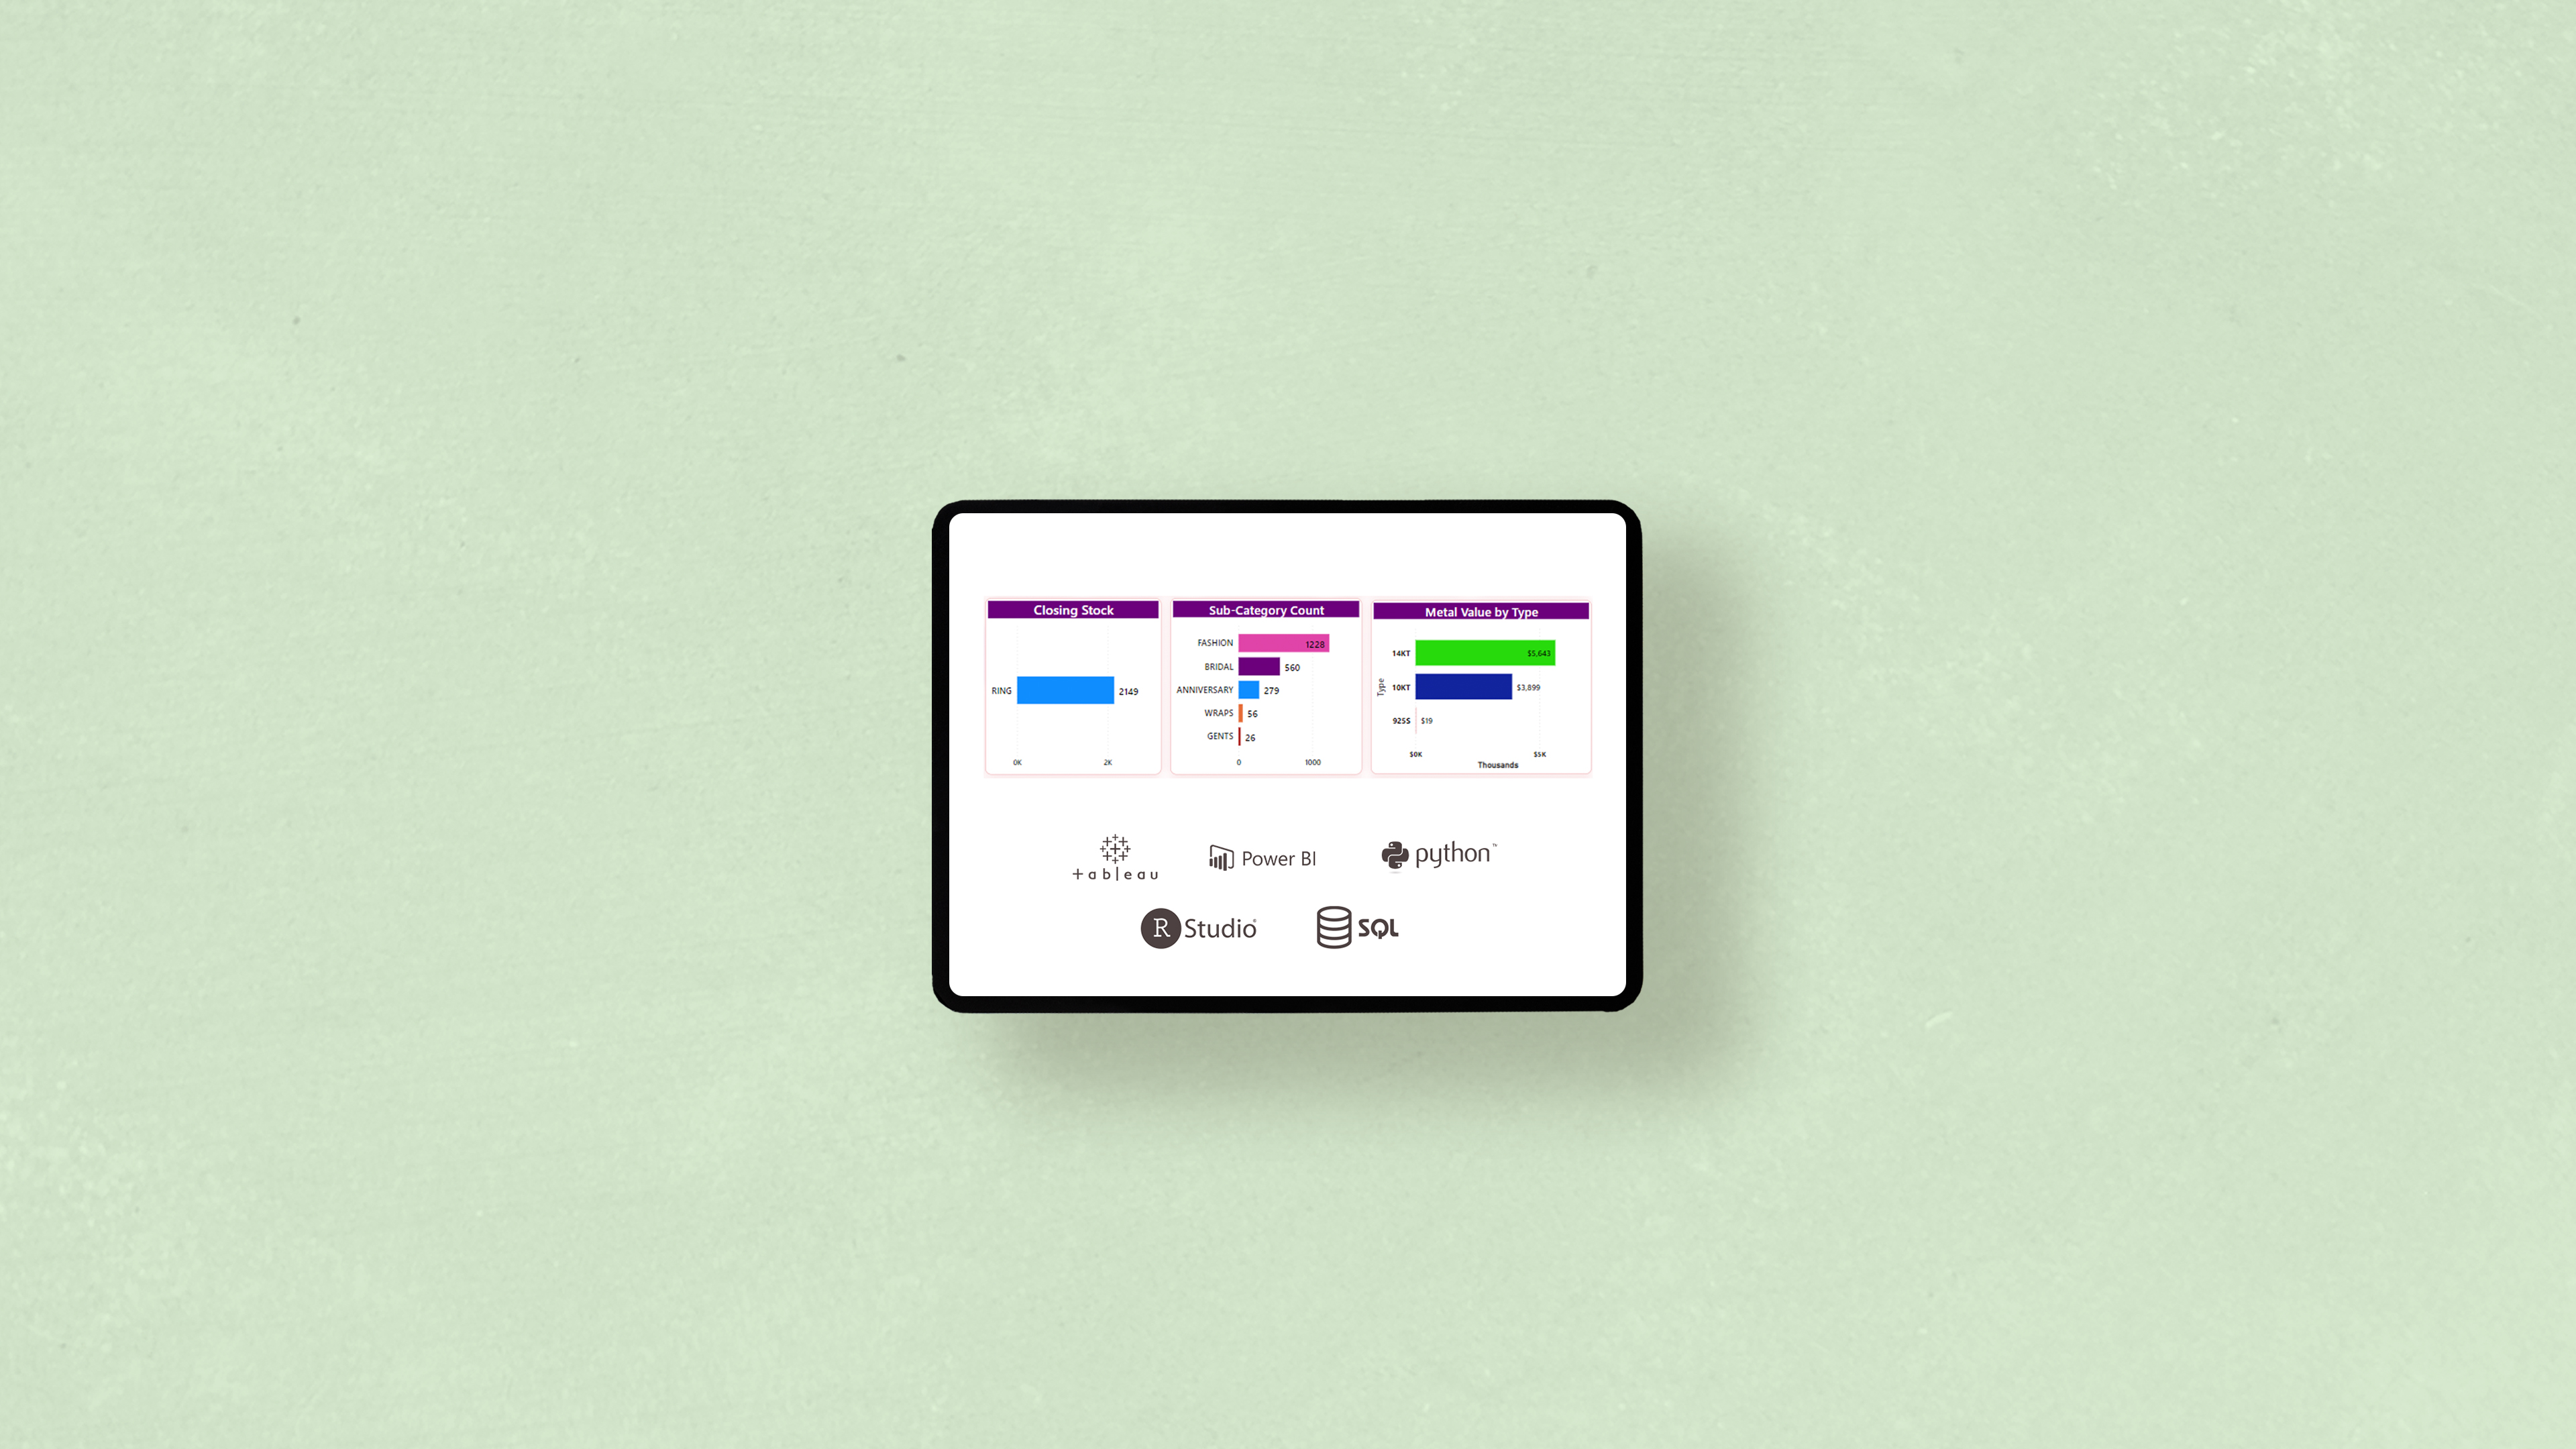 Closing Stock
RING
2149
0K 2K
Sub-Category Count
FASHION 1228
BRIDAL 560
ANNIVERSARY 279
WRAPS 56
GENTS 26
0 1000
Metal Value by Type
Type
14KT $5,643
10KT $3,899
925S $19
$0K $5K
Thousands
+ableau
Power BI
python™
R Studio®
SQL